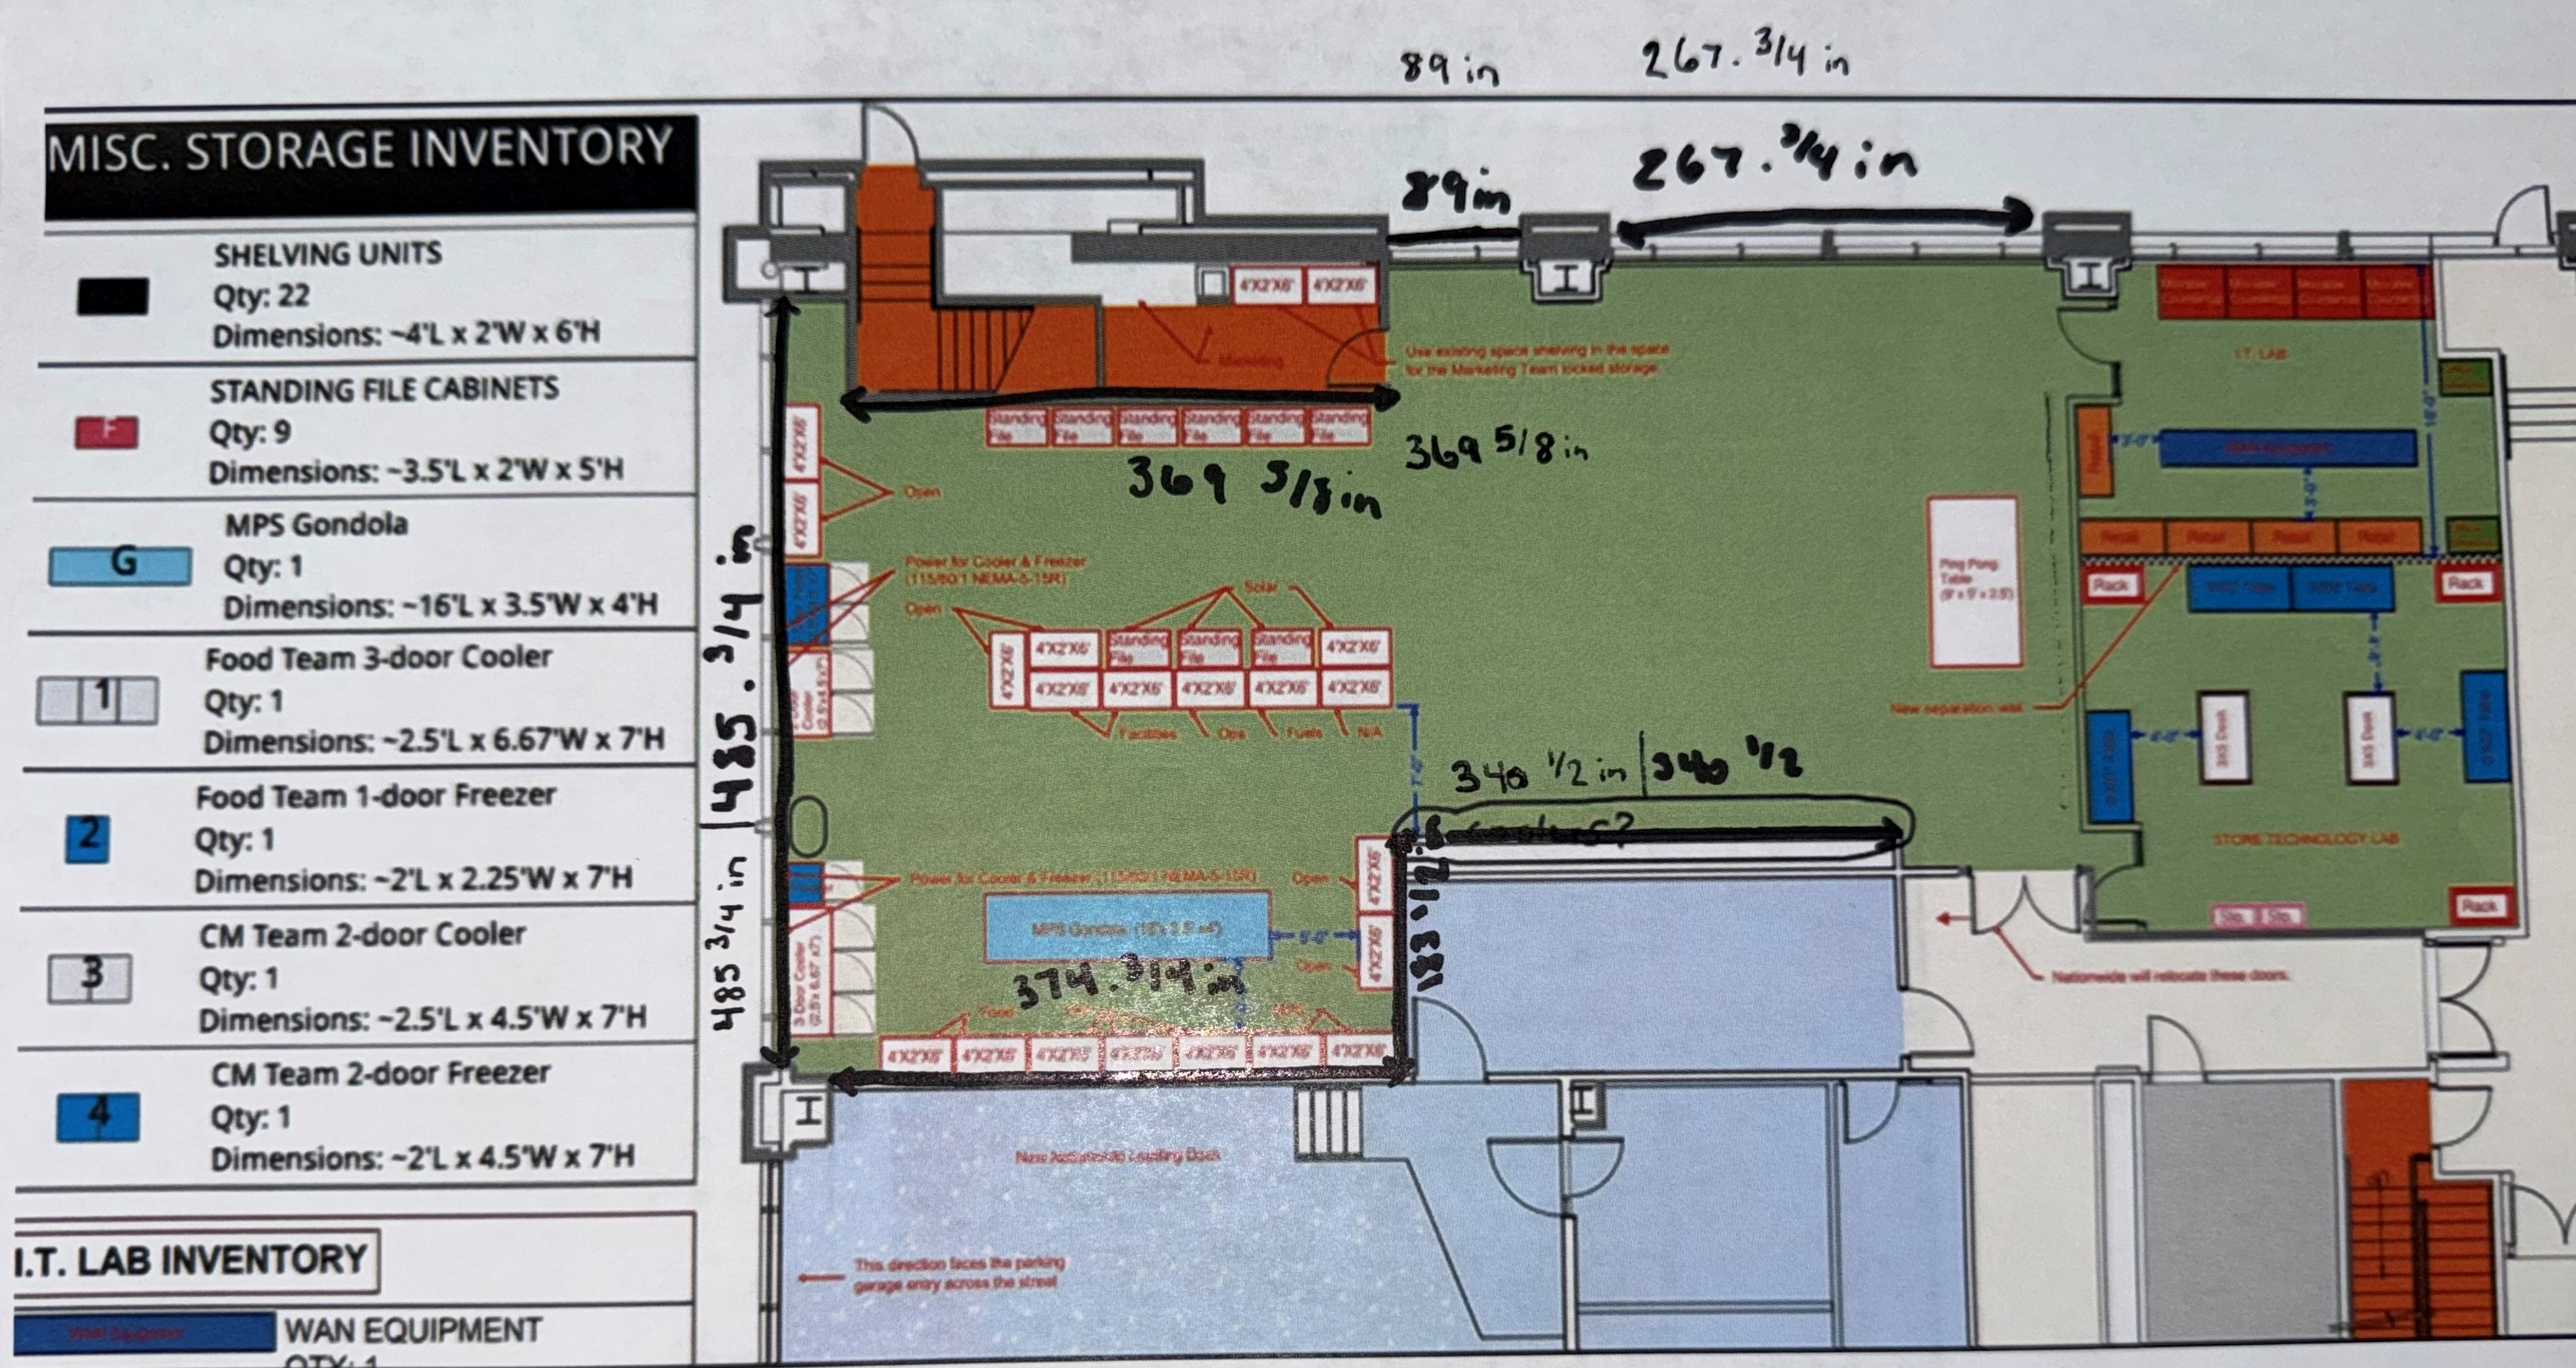 89 in
267. 3/4 in
MISC. STORAGE INVENTORY
89 in
267. 3/4 in
SHELVING UNITS
Qty: 22
Dimensions: ~4'L x 2'W x 6'H
F
STANDING FILE CABINETS
Qty: 9
Dimensions: ~3.5'L x 2'W x 5'H
G
MPS Gondola
Qty: 1
Dimensions: ~16'L x 3.5'W x 4'H
1
Food Team 3-door Cooler
Qty: 1
Dimensions: ~2.5'L x 6.67'W x 7'H
2
Food Team 1-door Freezer
Qty: 1
Dimensions: ~2'L x 2.25'W x 7'H
3
CM Team 2-door Cooler
Qty: 1
Dimensions: ~2.5'L x 4.5'W x 7'H
4
CM Team 2-door Freezer
Qty: 1
Dimensions: ~2'L x 4.5'W x 7'H
I.T. LAB INVENTORY
WAN EQUIPMENT
QTY: 1
4'X2'X6' 4'X2'X6'
Marketing
Use existing space shelving in the space
for the Marketing Team locked storage.
I.T. LAB
Standing File Standing File Standing File Standing File Standing File Standing File
369 5/8 in
369 5/8 in
4'X2'X6'
4'X2'X6'
Open
485. 3/4 in
485 3/4 in
Power for Cooler & Freezer
(115/60/1 NEMA-5-15R)
Open
Solar
4'X2'X6'
4'X2'X6' Standing File Standing File Standing File 4'X2'X6'
4'X2'X6' 4'X2'X6' 4'X2'X6' 4'X2'X6' 4'X2'X6'
Facilities Ops Fuels N/A
Ping Pong
Table
(9' x 5' x 2.5')
Retail
3'-0"
WAN Equipment
3'-0"
Retail Retail Retail Retail
Rack
Rack
New separation wall
4'-0"
3X5 Desk
3X5 Desk
4'-0"
STORE TECHNOLOGY LAB
Sto. Sto.
Rack
340 1/2 in 340 1/2
183 1/2
Power for Cooler & Freezer (115/60/1 NEMA-5-15R)
Open
4'X2'X6'
MPS Gondola (16'x 3.5' x4')
5'-0"
4'X2'X6'
Open
3-Door Cooler
(2.5'x 6.67' x7')
374. 3/4 in
Food
4'X2'X6' 4'X2'X6' 4'X2'X6' 4'X2'X6' 4'X2'X6' 4'X2'X6' 4'X2'X6'
Nationwide will relocate these doors.
This direction faces the parking
garage entry across the street